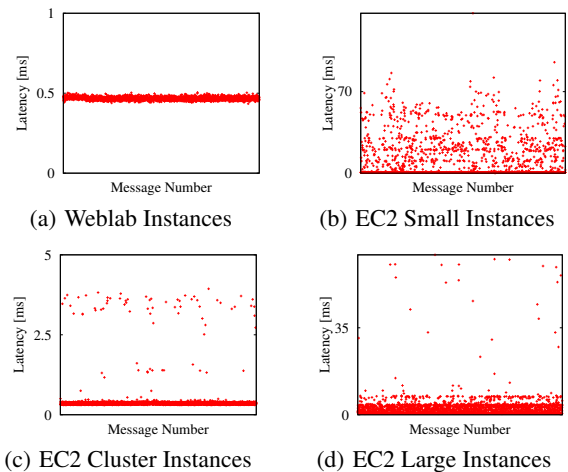 1
0.5
0
Latency [ms]
Message Number
(a) Weblab Instances
70
0
Latency [ms]
Message Number
(b) EC2 Small Instances
5
2.5
0
Latency [ms]
Message Number
(c) EC2 Cluster Instances
35
0
Latency [ms]
Message Number
(d) EC2 Large Instances